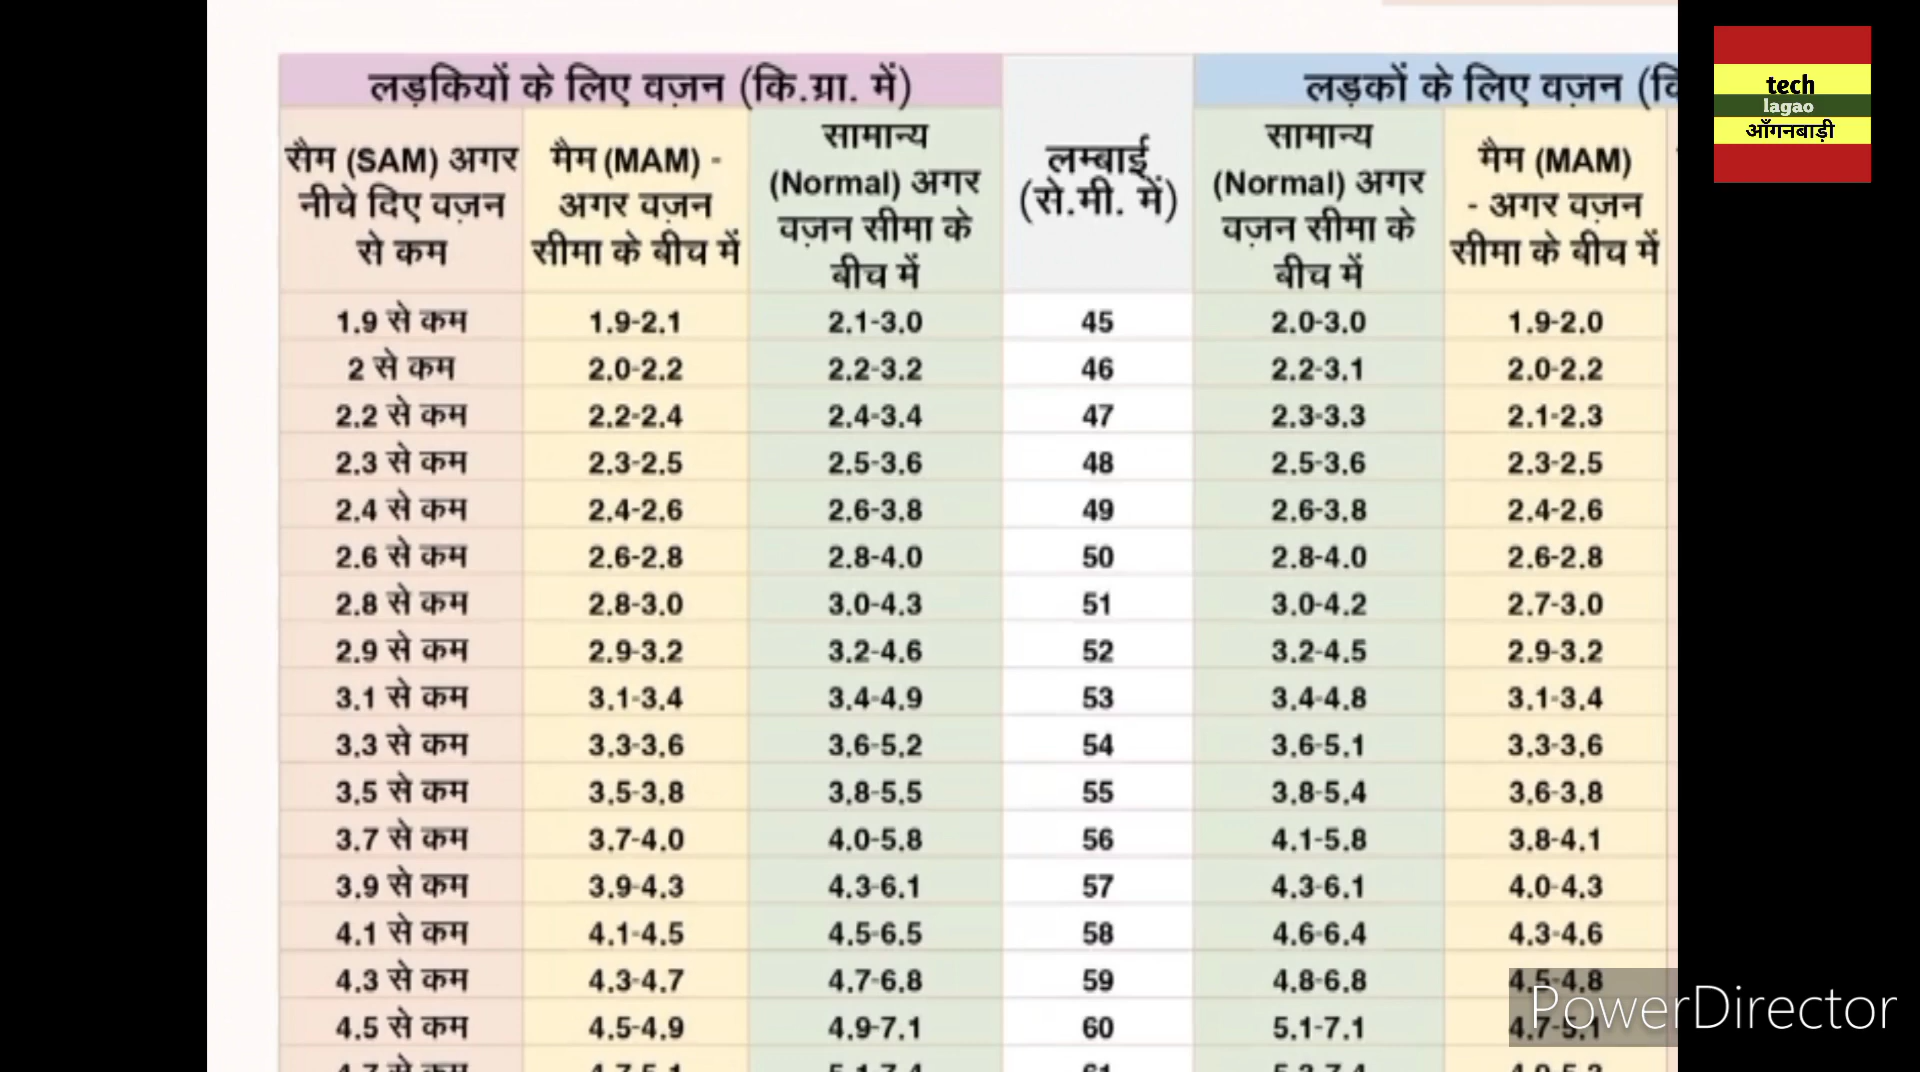 लड़कियों के लिए वज़न (कि.ग्रा. में)
लड़कों के लिए वज़न
सैम (SAM) अगर नीचे दिए वज़न से कम
मैम (MAM) - अगर वज़न सीमा के बीच में
सामान्य (Normal) अगर वज़न सीमा के बीच में
लम्बाई (से.मी. में)
सामान्य (Normal) अगर वज़न सीमा के बीच में
मैम (MAM) - अगर वज़न सीमा के बीच में
1.9 से कम 1.9-2.1 2.1-3.0 45 2.0-3.0 1.9-2.0
2 से कम 2.0-2.2 2.2-3.2 46 2.2-3.1 2.0-2.2
2.2 से कम 2.2-2.4 2.4-3.4 47 2.3-3.3 2.1-2.3
2.3 से कम 2.3-2.5 2.5-3.6 48 2.5-3.6 2.3-2.5
2.4 से कम 2.4-2.6 2.6-3.8 49 2.6-3.8 2.4-2.6
2.6 से कम 2.6-2.8 2.8-4.0 50 2.8-4.0 2.6-2.8
2.8 से कम 2.8-3.0 3.0-4.3 51 3.0-4.2 2.7-3.0
2.9 से कम 2.9-3.2 3.2-4.6 52 3.2-4.5 2.9-3.2
3.1 से कम 3.1-3.4 3.4-4.9 53 3.4-4.8 3.1-3.4
3.3 से कम 3.3-3.6 3.6-5.2 54 3.6-5.1 3.3-3.6
3.5 से कम 3.5-3.8 3.8-5.5 55 3.8-5.4 3.6-3.8
3.7 से कम 3.7-4.0 4.0-5.8 56 4.1-5.8 3.8-4.1
3.9 से कम 3.9-4.3 4.3-6.1 57 4.3-6.1 4.0-4.3
4.1 से कम 4.1-4.5 4.5-6.5 58 4.6-6.4 4.3-4.6
4.3 से कम 4.3-4.7 4.7-6.8 59 4.8-6.8 4.5-4.8
4.5 से कम 4.5-4.9 4.9-7.1 60 5.1-7.1 4.7-5.1
tech
lagao
आँगनबाड़ी
PowerDirector